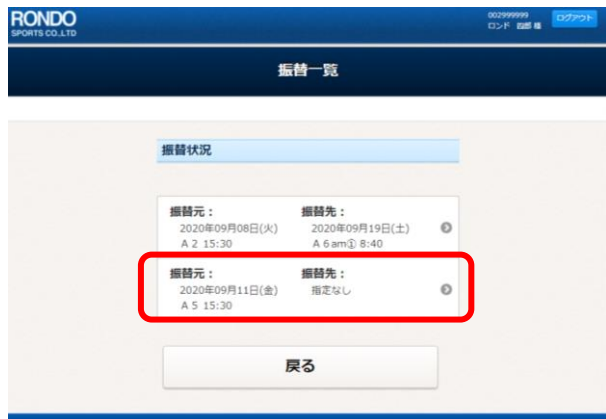 RONDO
SPORTS CO.,LTD
002999999
ロンド 四郎 様
ログアウト
振替一覧
振替状況
振替元：
2020年09月08日(火)
A 2 15:30
振替先：
2020年09月19日(土)
A 6 am① 8:40
振替元：
2020年09月11日(金)
A 5 15:30
振替先：
指定なし
戻る